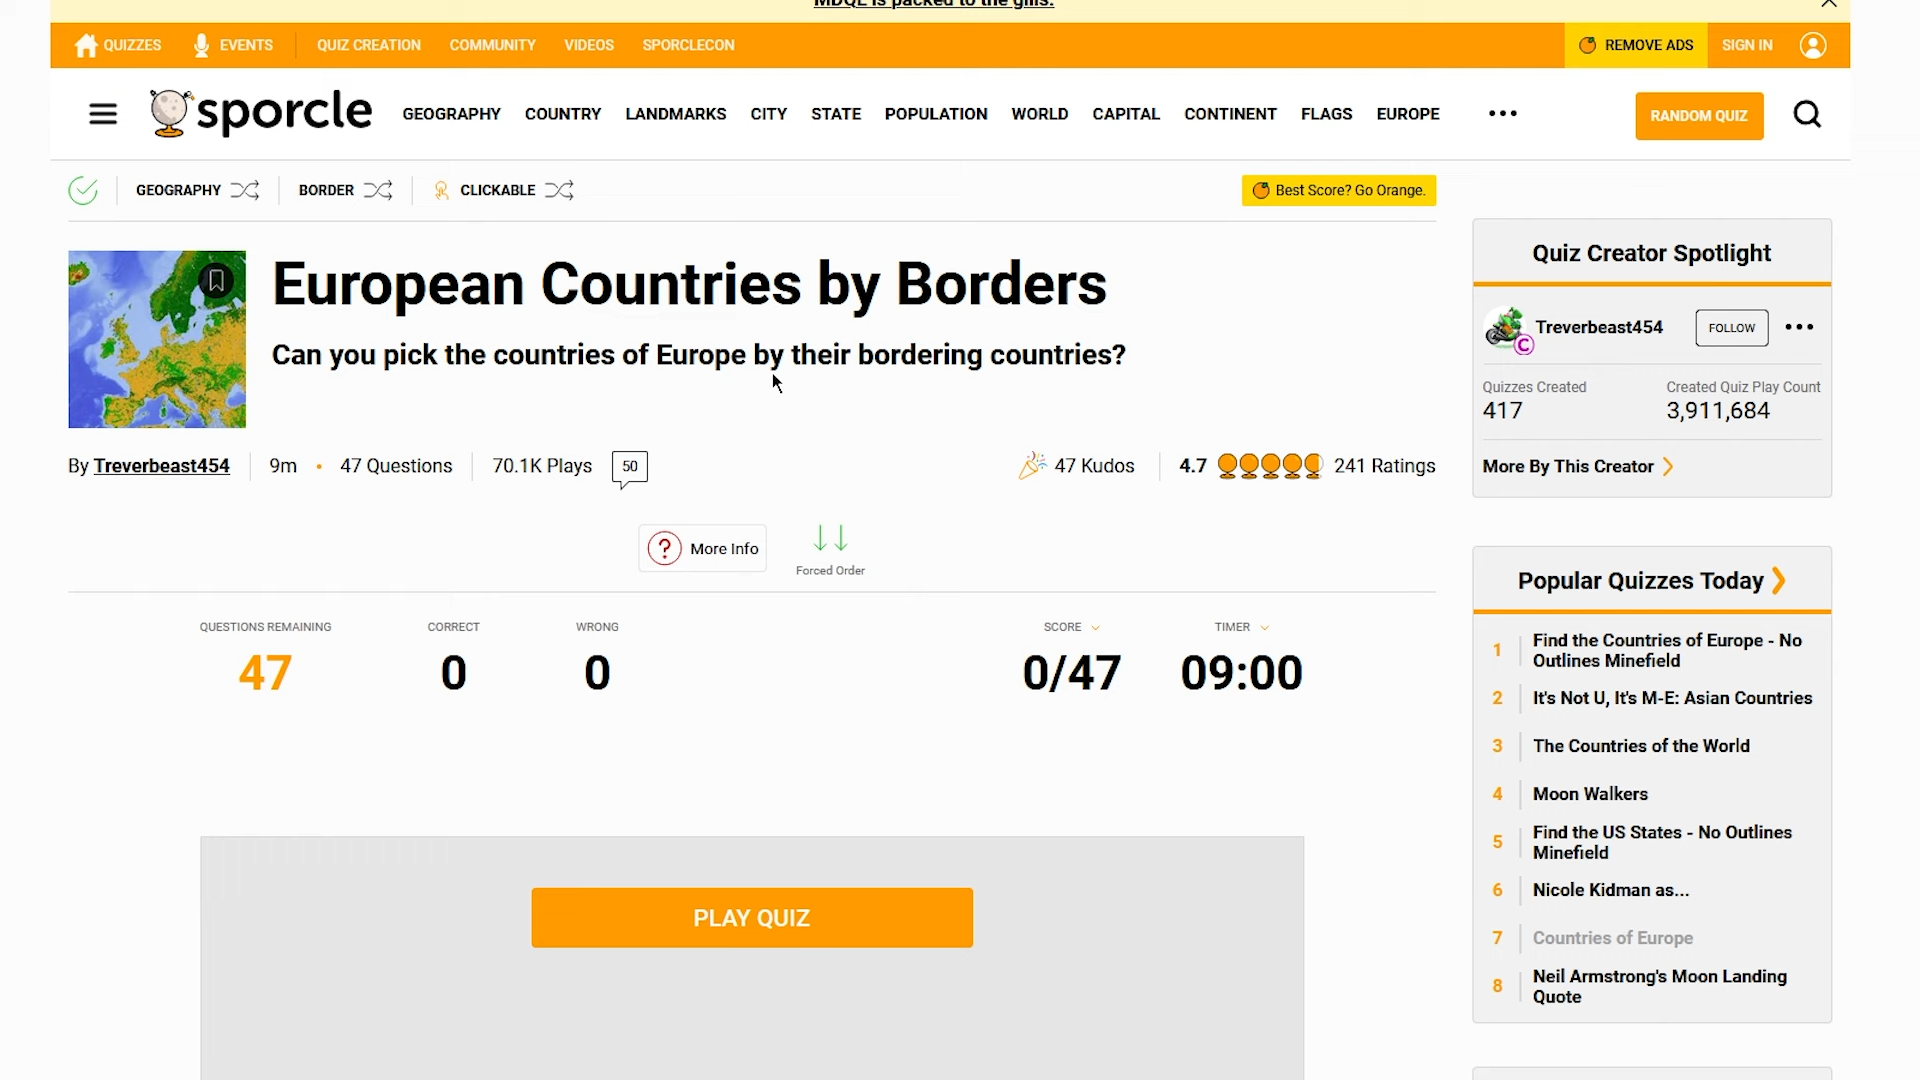 MDQL is packed to the gills.
QUIZZES EVENTS QUIZ CREATION COMMUNITY VIDEOS SPORCLECON REMOVE ADS SIGN IN
sporcle GEOGRAPHY COUNTRY LANDMARKS CITY STATE POPULATION WORLD CAPITAL CONTINENT FLAGS EUROPE ••• RANDOM QUIZ
GEOGRAPHY BORDER CLICKABLE Best Score? Go Orange.
European Countries by Borders
Can you pick the countries of Europe by their bordering countries?
By Treverbeast454 9m • 47 Questions 70.1K Plays 50 47 Kudos 4.7 241 Ratings
? More Info
Forced Order
QUESTIONS REMAINING CORRECT WRONG SCORE TIMER
47 0 0 0/47 09:00
PLAY QUIZ
Quiz Creator Spotlight
C Treverbeast454 FOLLOW •••
Quizzes Created Created Quiz Play Count
417 3,911,684
More By This Creator
Popular Quizzes Today
1 Find the Countries of Europe - No
Outlines Minefield
2 It's Not U, It's M-E: Asian Countries
3 The Countries of the World
4 Moon Walkers
5 Find the US States - No Outlines
Minefield
6 Nicole Kidman as...
7 Countries of Europe
8 Neil Armstrong's Moon Landing
Quote